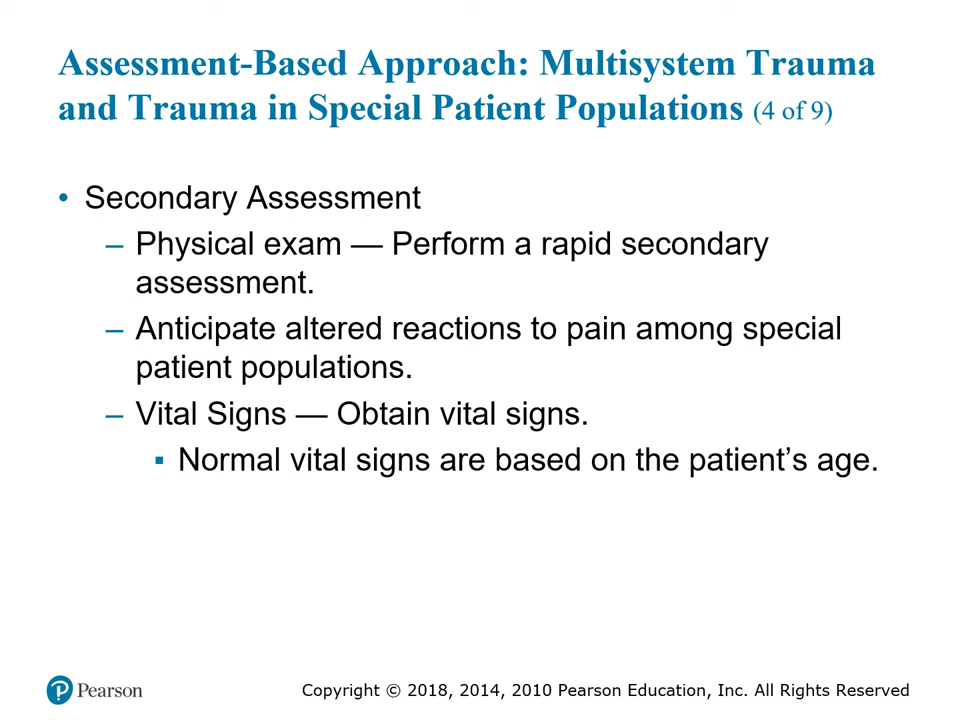 Assessment-Based Approach: Multisystem Trauma
and Trauma in Special Patient Populations (4 of 9)
• Secondary Assessment
– Physical exam — Perform a rapid secondary
assessment.
– Anticipate altered reactions to pain among special
patient populations.
– Vital Signs — Obtain vital signs.
▪ Normal vital signs are based on the patient’s age.
Pearson
Copyright © 2018, 2014, 2010 Pearson Education, Inc. All Rights Reserved